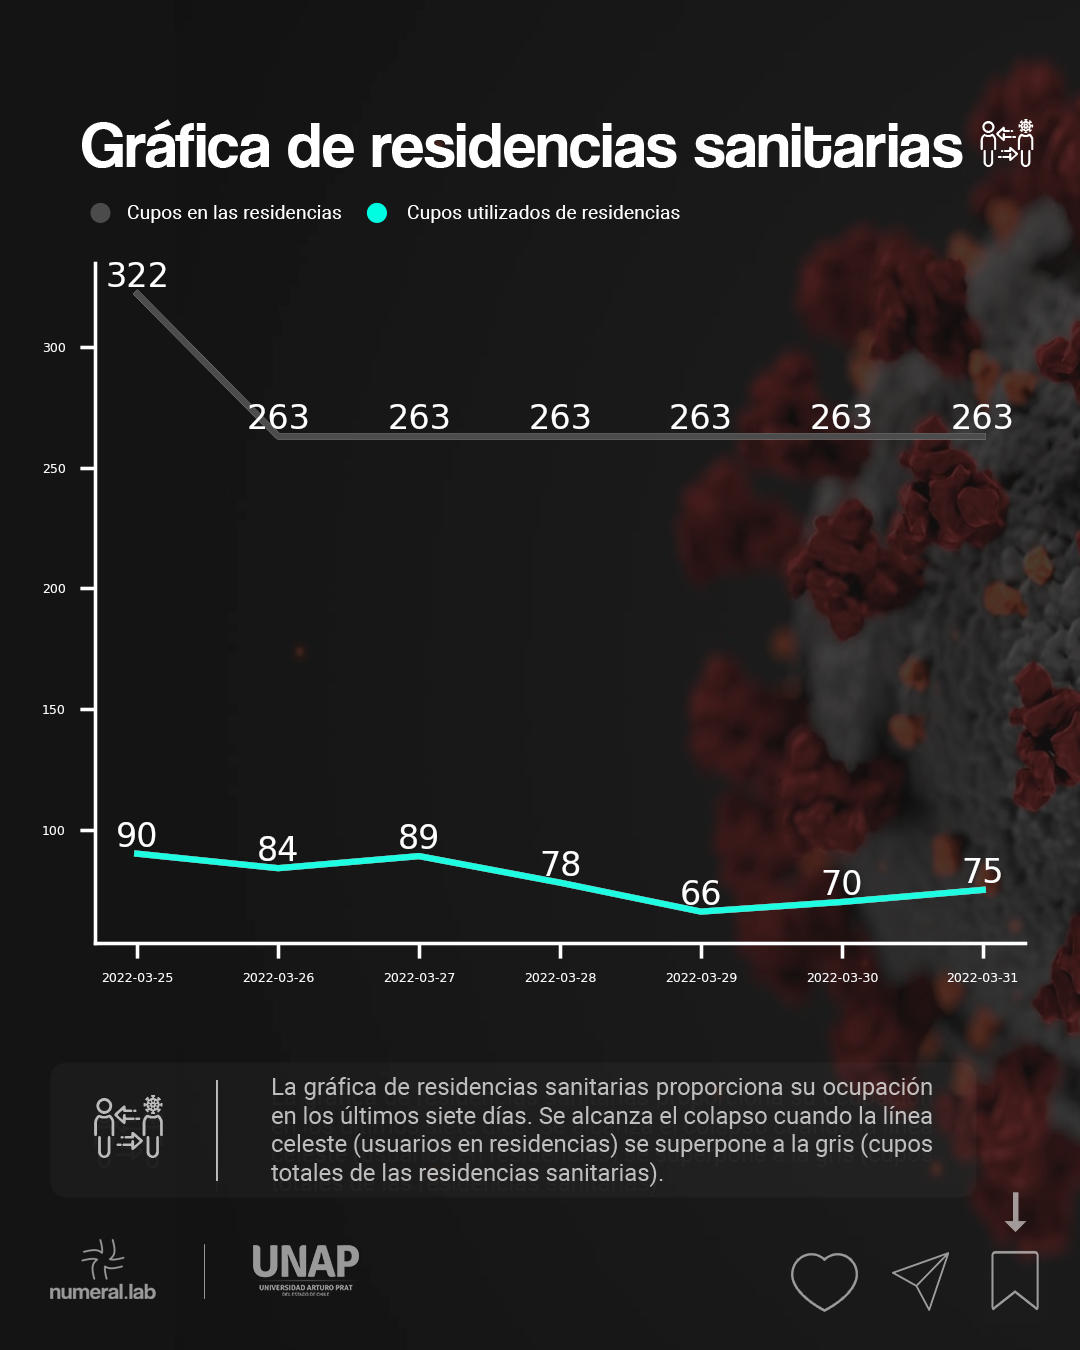 Gráfica de residencias sanitarias
Cupos en las residencias
Cupos utilizados de residencias
322
300
263 263 263 263 263 263
250
200
150
100
90 84 89 78 66 70 75
2022-03-25 2022-03-26 2022-03-27 2022-03-28 2022-03-29 2022-03-30 2022-03-31
La gráfica de residencias sanitarias proporciona su ocupación
en los últimos siete días. Se alcanza el colapso cuando la línea
celeste (usuarios en residencias) se superpone a la gris (cupos
totales de las residencias sanitarias).
numeral.lab
UNAP
UNIVERSIDAD ARTURO PRAT
DEL ESTADO DE CHILE